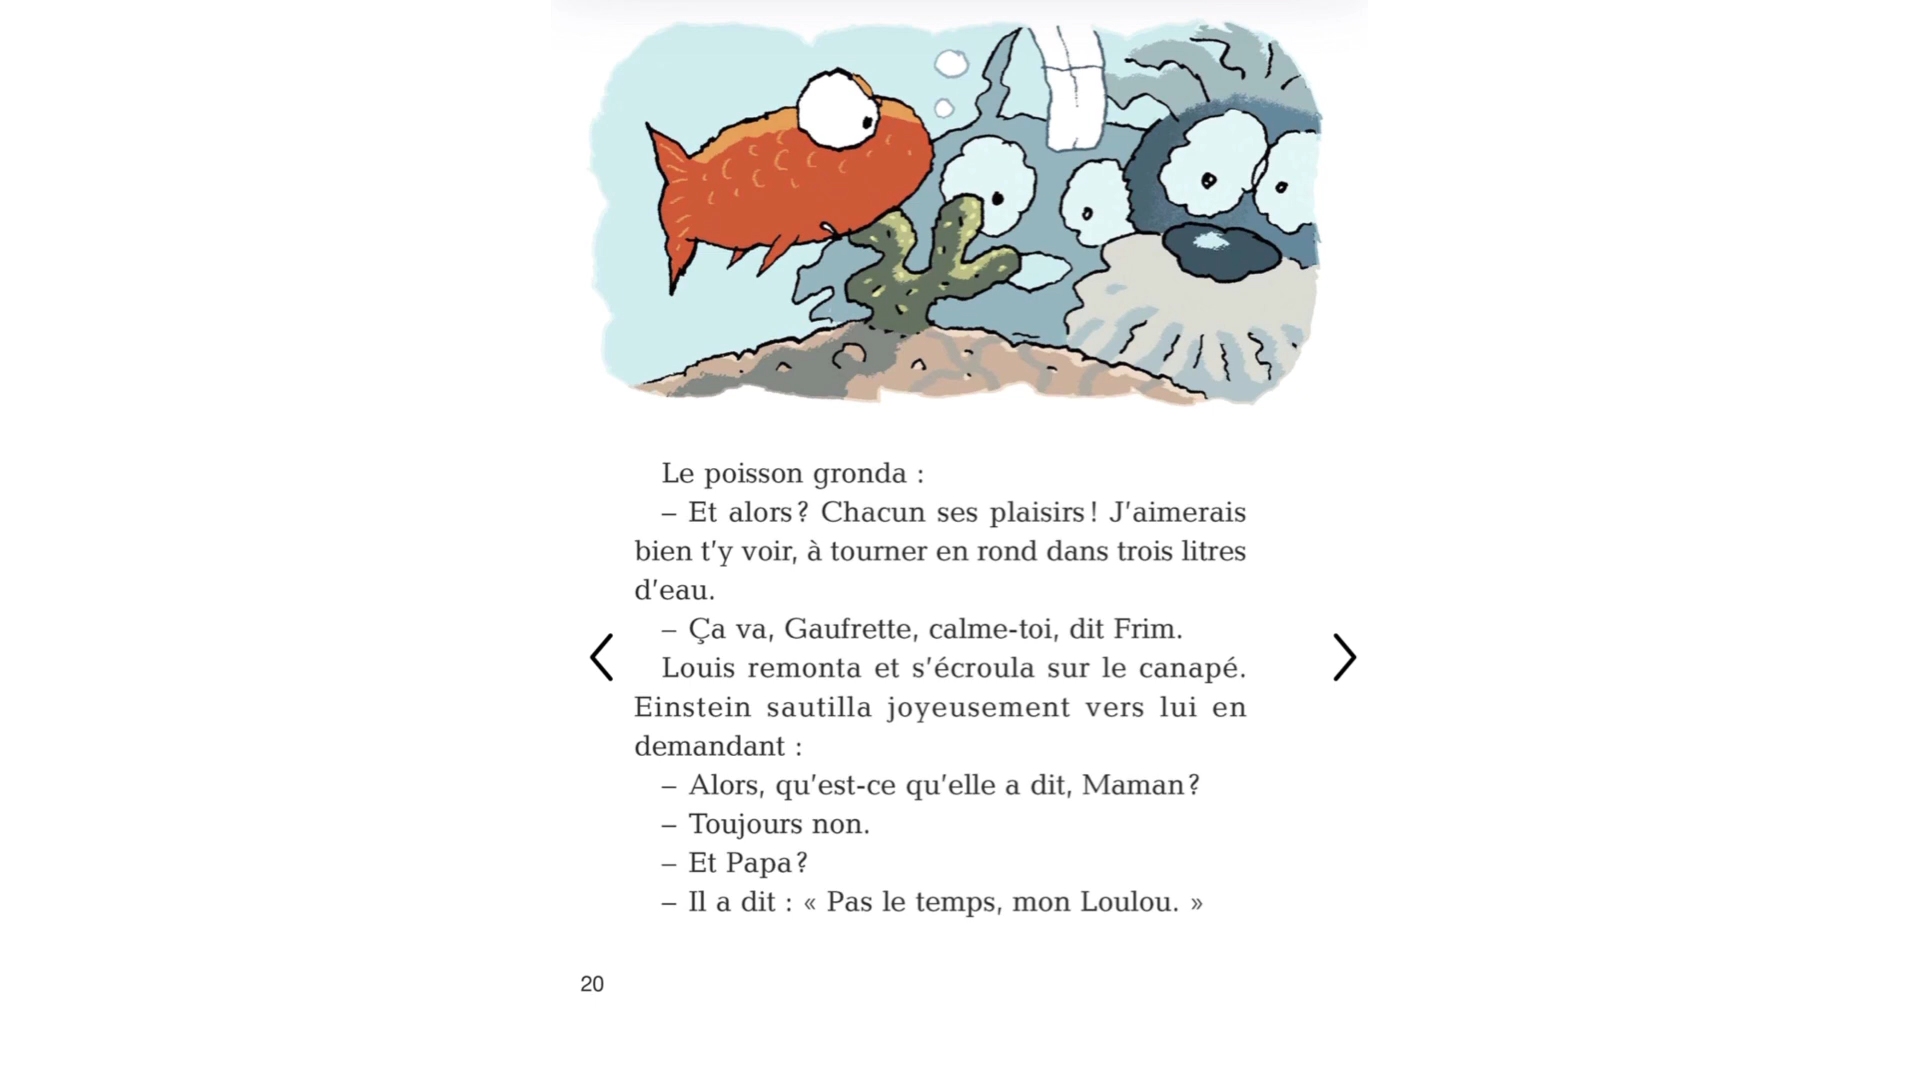 Le poisson gronda :
– Et alors ? Chacun ses plaisirs ! J’aimerais
bien t’y voir, à tourner en rond dans trois litres
d’eau.
– Ça va, Gaufrette, calme-toi, dit Frim.
Louis remonta et s’écroula sur le canapé.
Einstein sautilla joyeusement vers lui en
demandant :
– Alors, qu’est-ce qu’elle a dit, Maman ?
– Toujours non.
– Et Papa ?
– Il a dit : « Pas le temps, mon Loulou. »
20